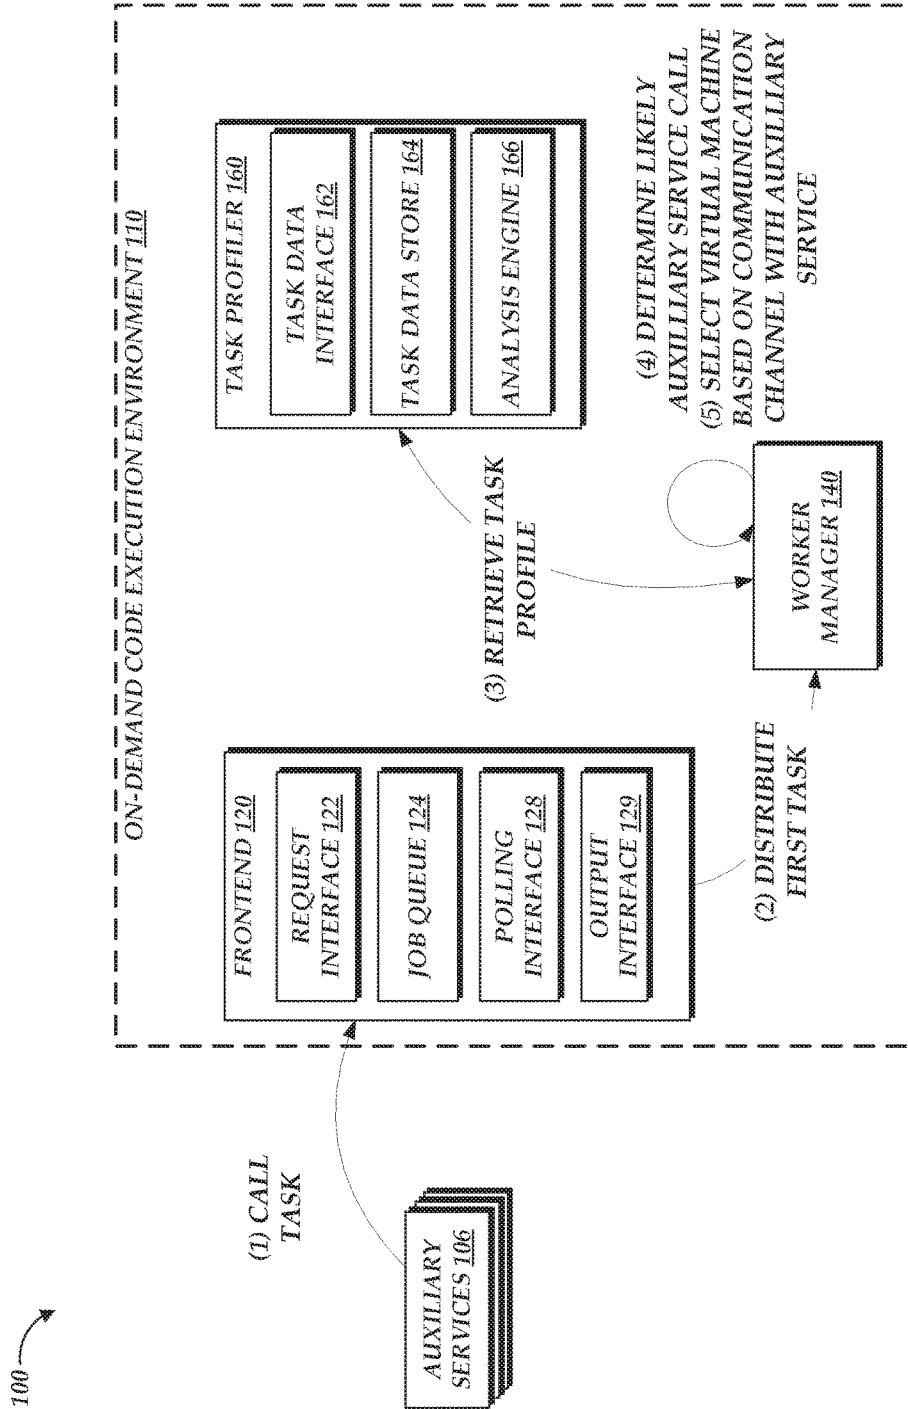 100
ON-DEMAND CODE EXECUTION ENVIRONMENT 110
(1) CALL
TASK
AUXILIARY
SERVICES 106
FRONTEND 120
REQUEST
INTERFACE 122
JOB QUEUE 124
POLLING
INTERFACE 128
OUTPUT
INTERFACE 129
(2) DISTRIBUTE
FIRST TASK
(3) RETRIEVE TASK
PROFILE
TASK PROFILER 160
TASK DATA
INTERFACE 162
TASK DATA STORE 164
ANALYSIS ENGINE 166
WORKER
MANAGER 140
(4) DETERMINE LIKELY
AUXILLIARY SERVICE CALL
(5) SELECT VIRTUAL MACHINE
BASED ON COMMUNICATION
CHANNEL WITH AUXILLIARY
SERVICE